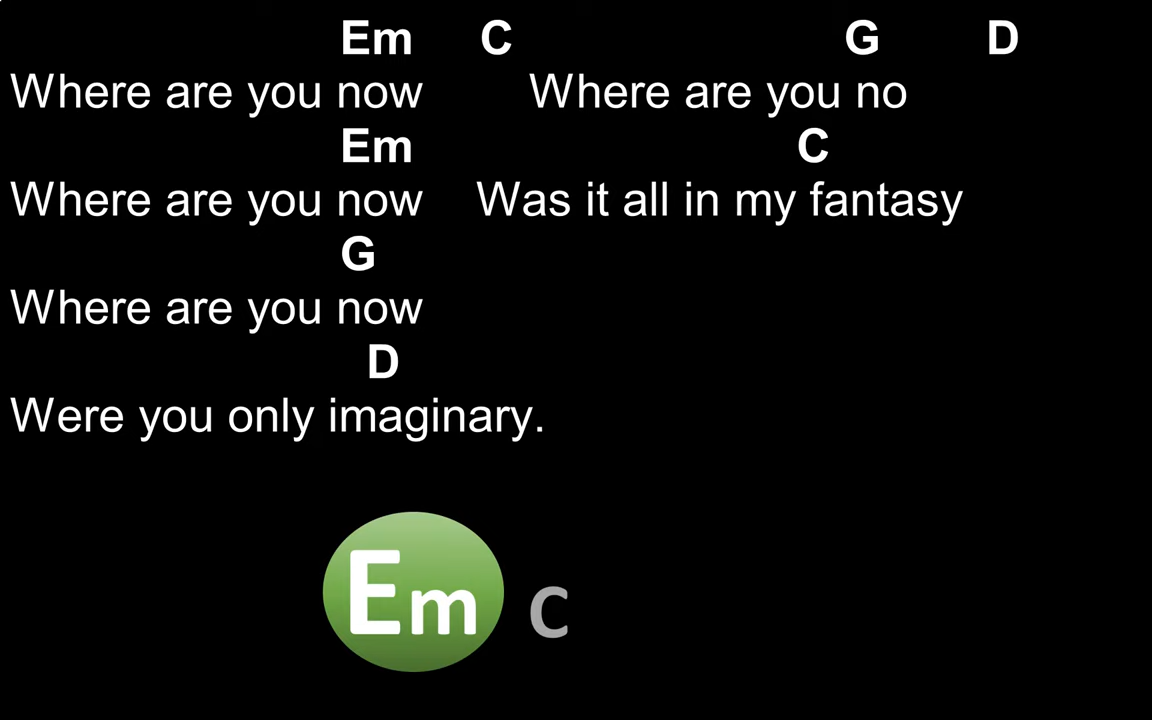 Em C G D
Where are you now Where are you no
Em C
Where are you now Was it all in my fantasy
G
Where are you now
D
Were you only imaginary.
Em C